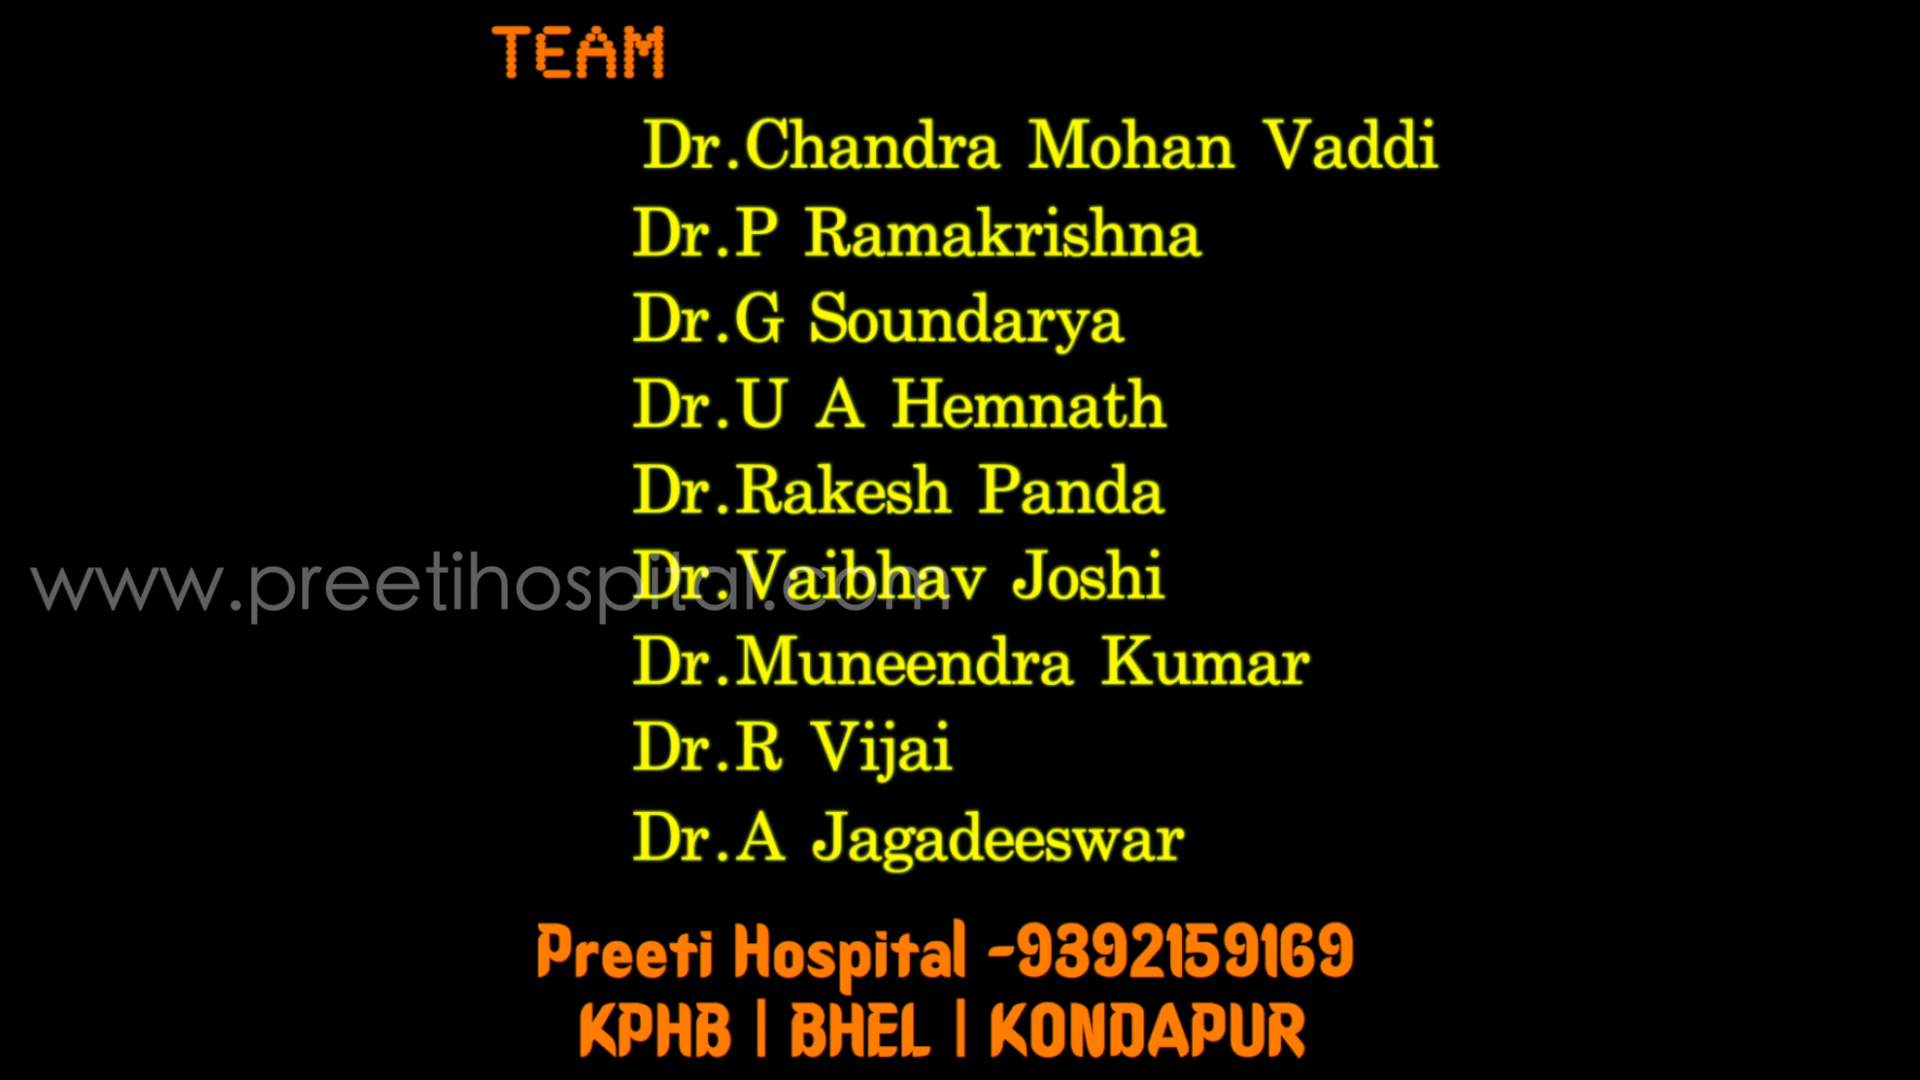 TEAM
Dr.Chandra Mohan Vaddi
Dr.P Ramakrishna
Dr.G Soundarya
Dr.U A Hemnath
Dr.Rakesh Panda
Dr.Vaibhav Joshi
www.preetihospital.com
Dr.Muneendra Kumar
Dr.R Vijai
Dr.A Jagadeeswar
Preeti Hospital -9392159169
KPHB | BHEL | KONDAPUR